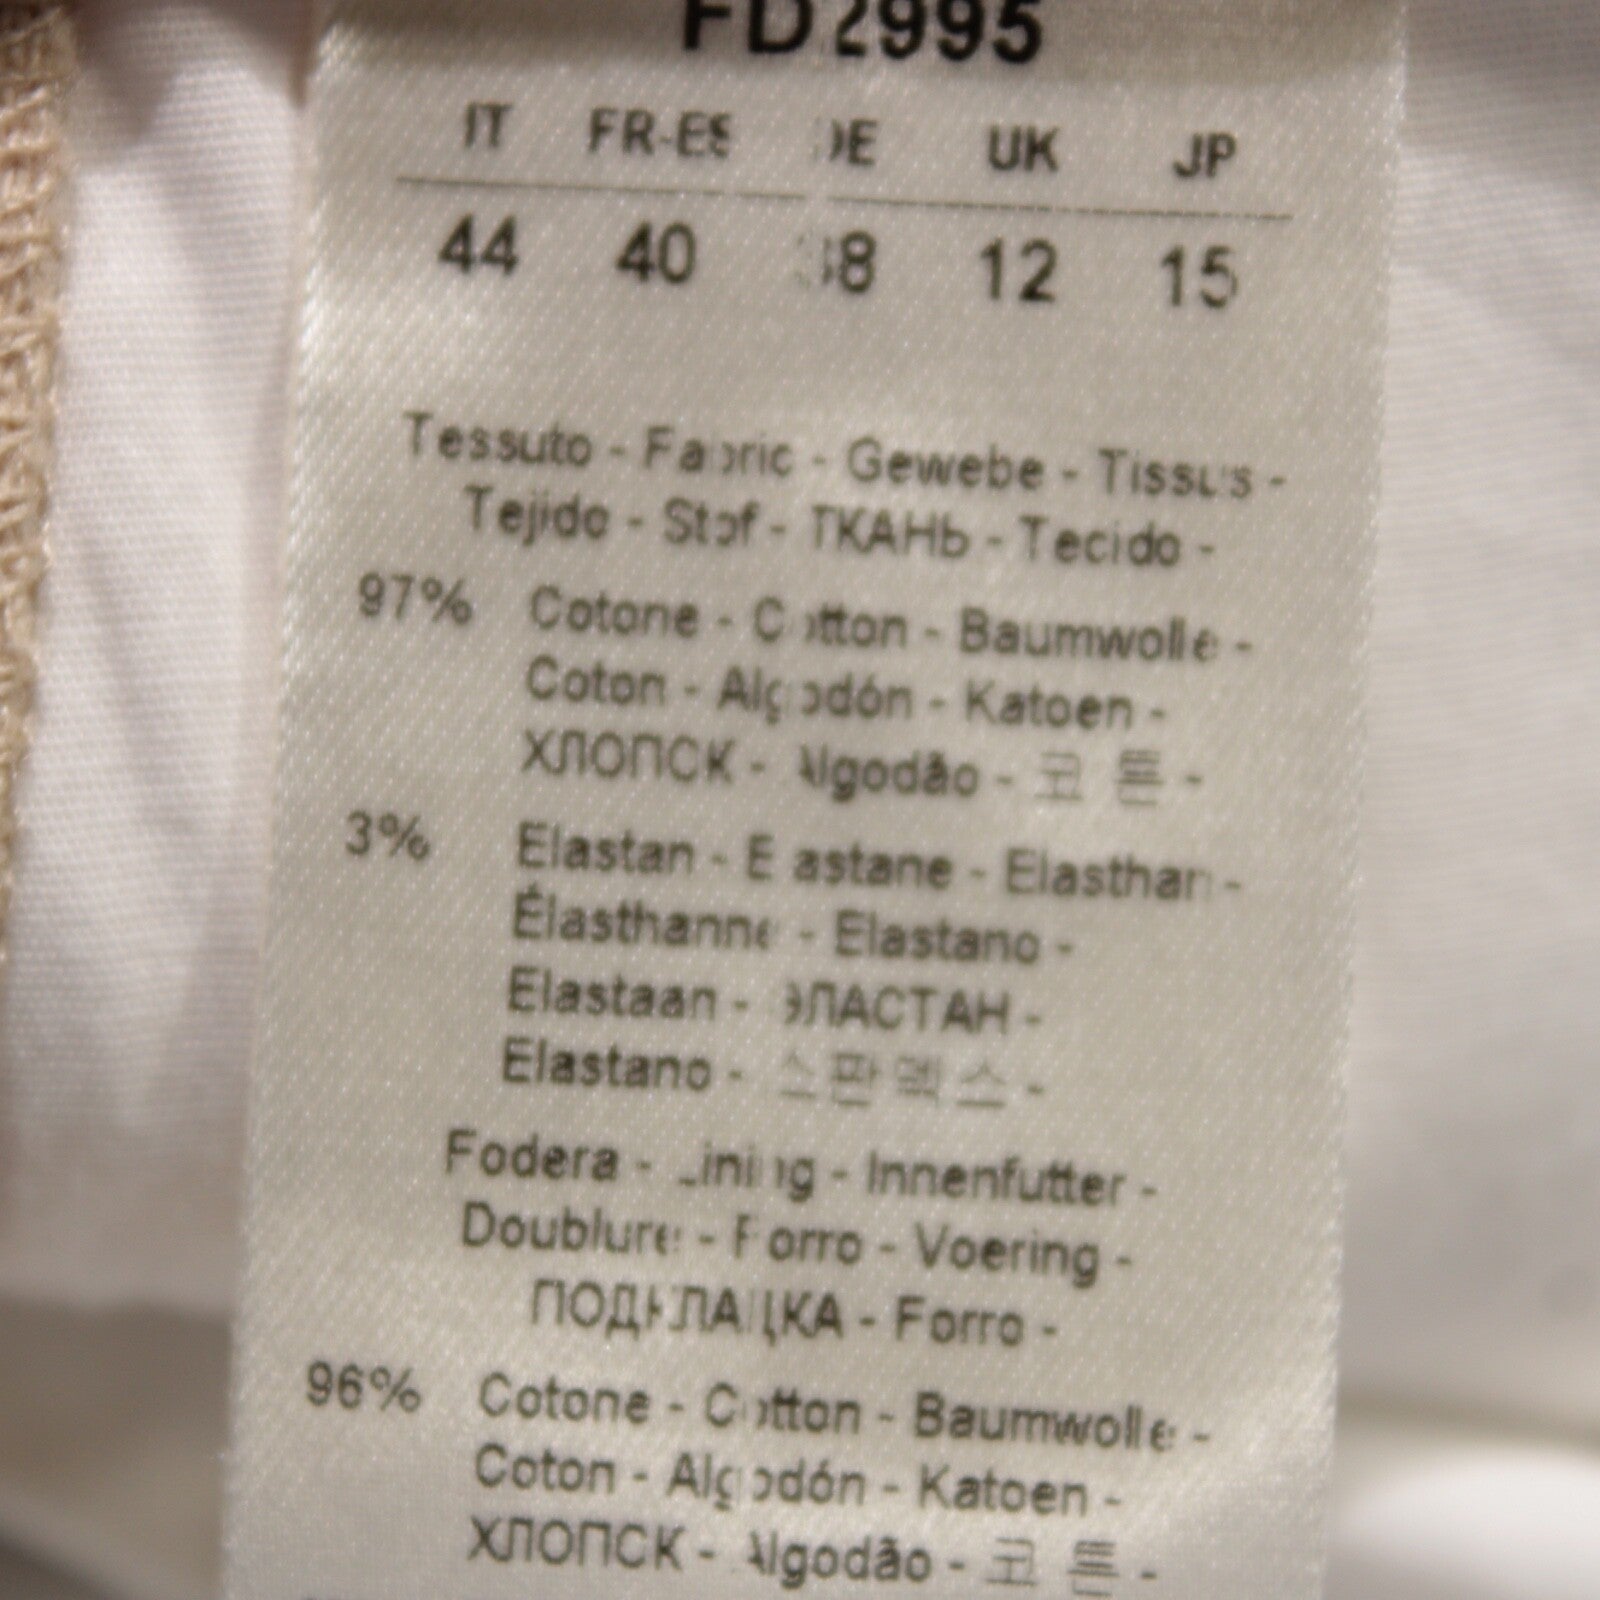 FD2995
IT FR-ES DE UK JP
44 40 38 12 15
Tessuto - Fabric - Gewebe - Tissus -
Tejido - Stof - ТКАНЬ - Tecido -
97% Cotone - Cotton - Baumwolle -
Coton - Algodón - Katoen -
ХЛОПСК - Algodão - 코튼 -
3% Elastan - Elastane - Elasthan -
Élasthanne - Elastano -
Elastaan - ЭЛАСТАН -
Elastano - 스판덱스 -
Fodera - Lining - Innenfutter -
Doublure - Forro - Voering -
ПОДКЛАДКА - Forro -
96% Cotone - Cotton - Baumwolle -
Coton - Algodón - Katoen -
ХЛОПСК - Algodão - 코튼 -